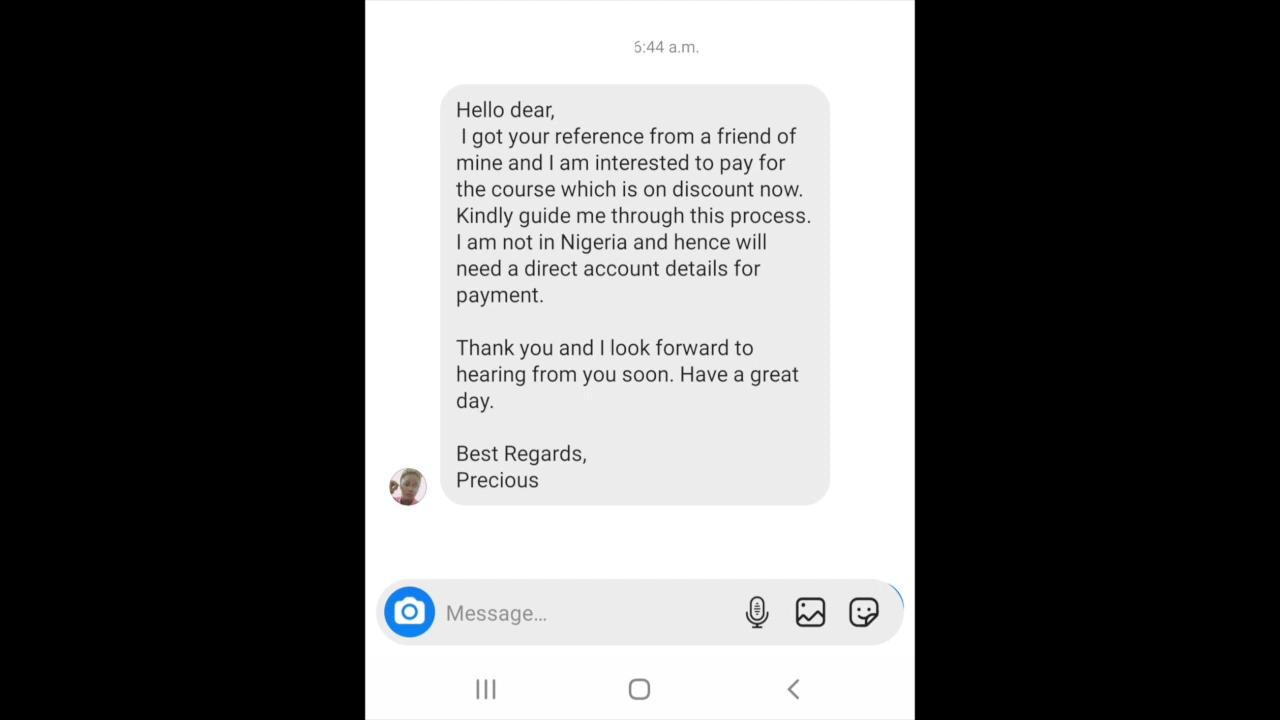 6:44 a.m.
Hello dear,
I got your reference from a friend of
mine and I am interested to pay for
the course which is on discount now.
Kindly guide me through this process.
I am not in Nigeria and hence will
need a direct account details for
payment.
Thank you and I look forward to
hearing from you soon. Have a great
day.
Best Regards,
Precious
Message...